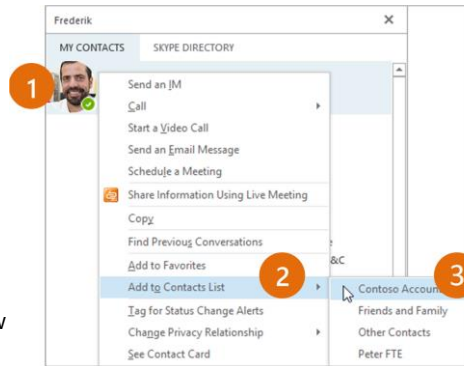 Frederik ×
MY CONTACTS SKYPE DIRECTORY
1
Send an IM
Call
Start a Video Call
Send an Email Message
Schedule a Meeting
Share Information Using Live Meeting
Copy
Find Previous Conversations
Add to Favorites
&C
2
Add to Contacts List
3
Contoso Accoun
Tag for Status Change Alerts
Friends and Family
w
Change Privacy Relationship
Other Contacts
See Contact Card
Peter FTE